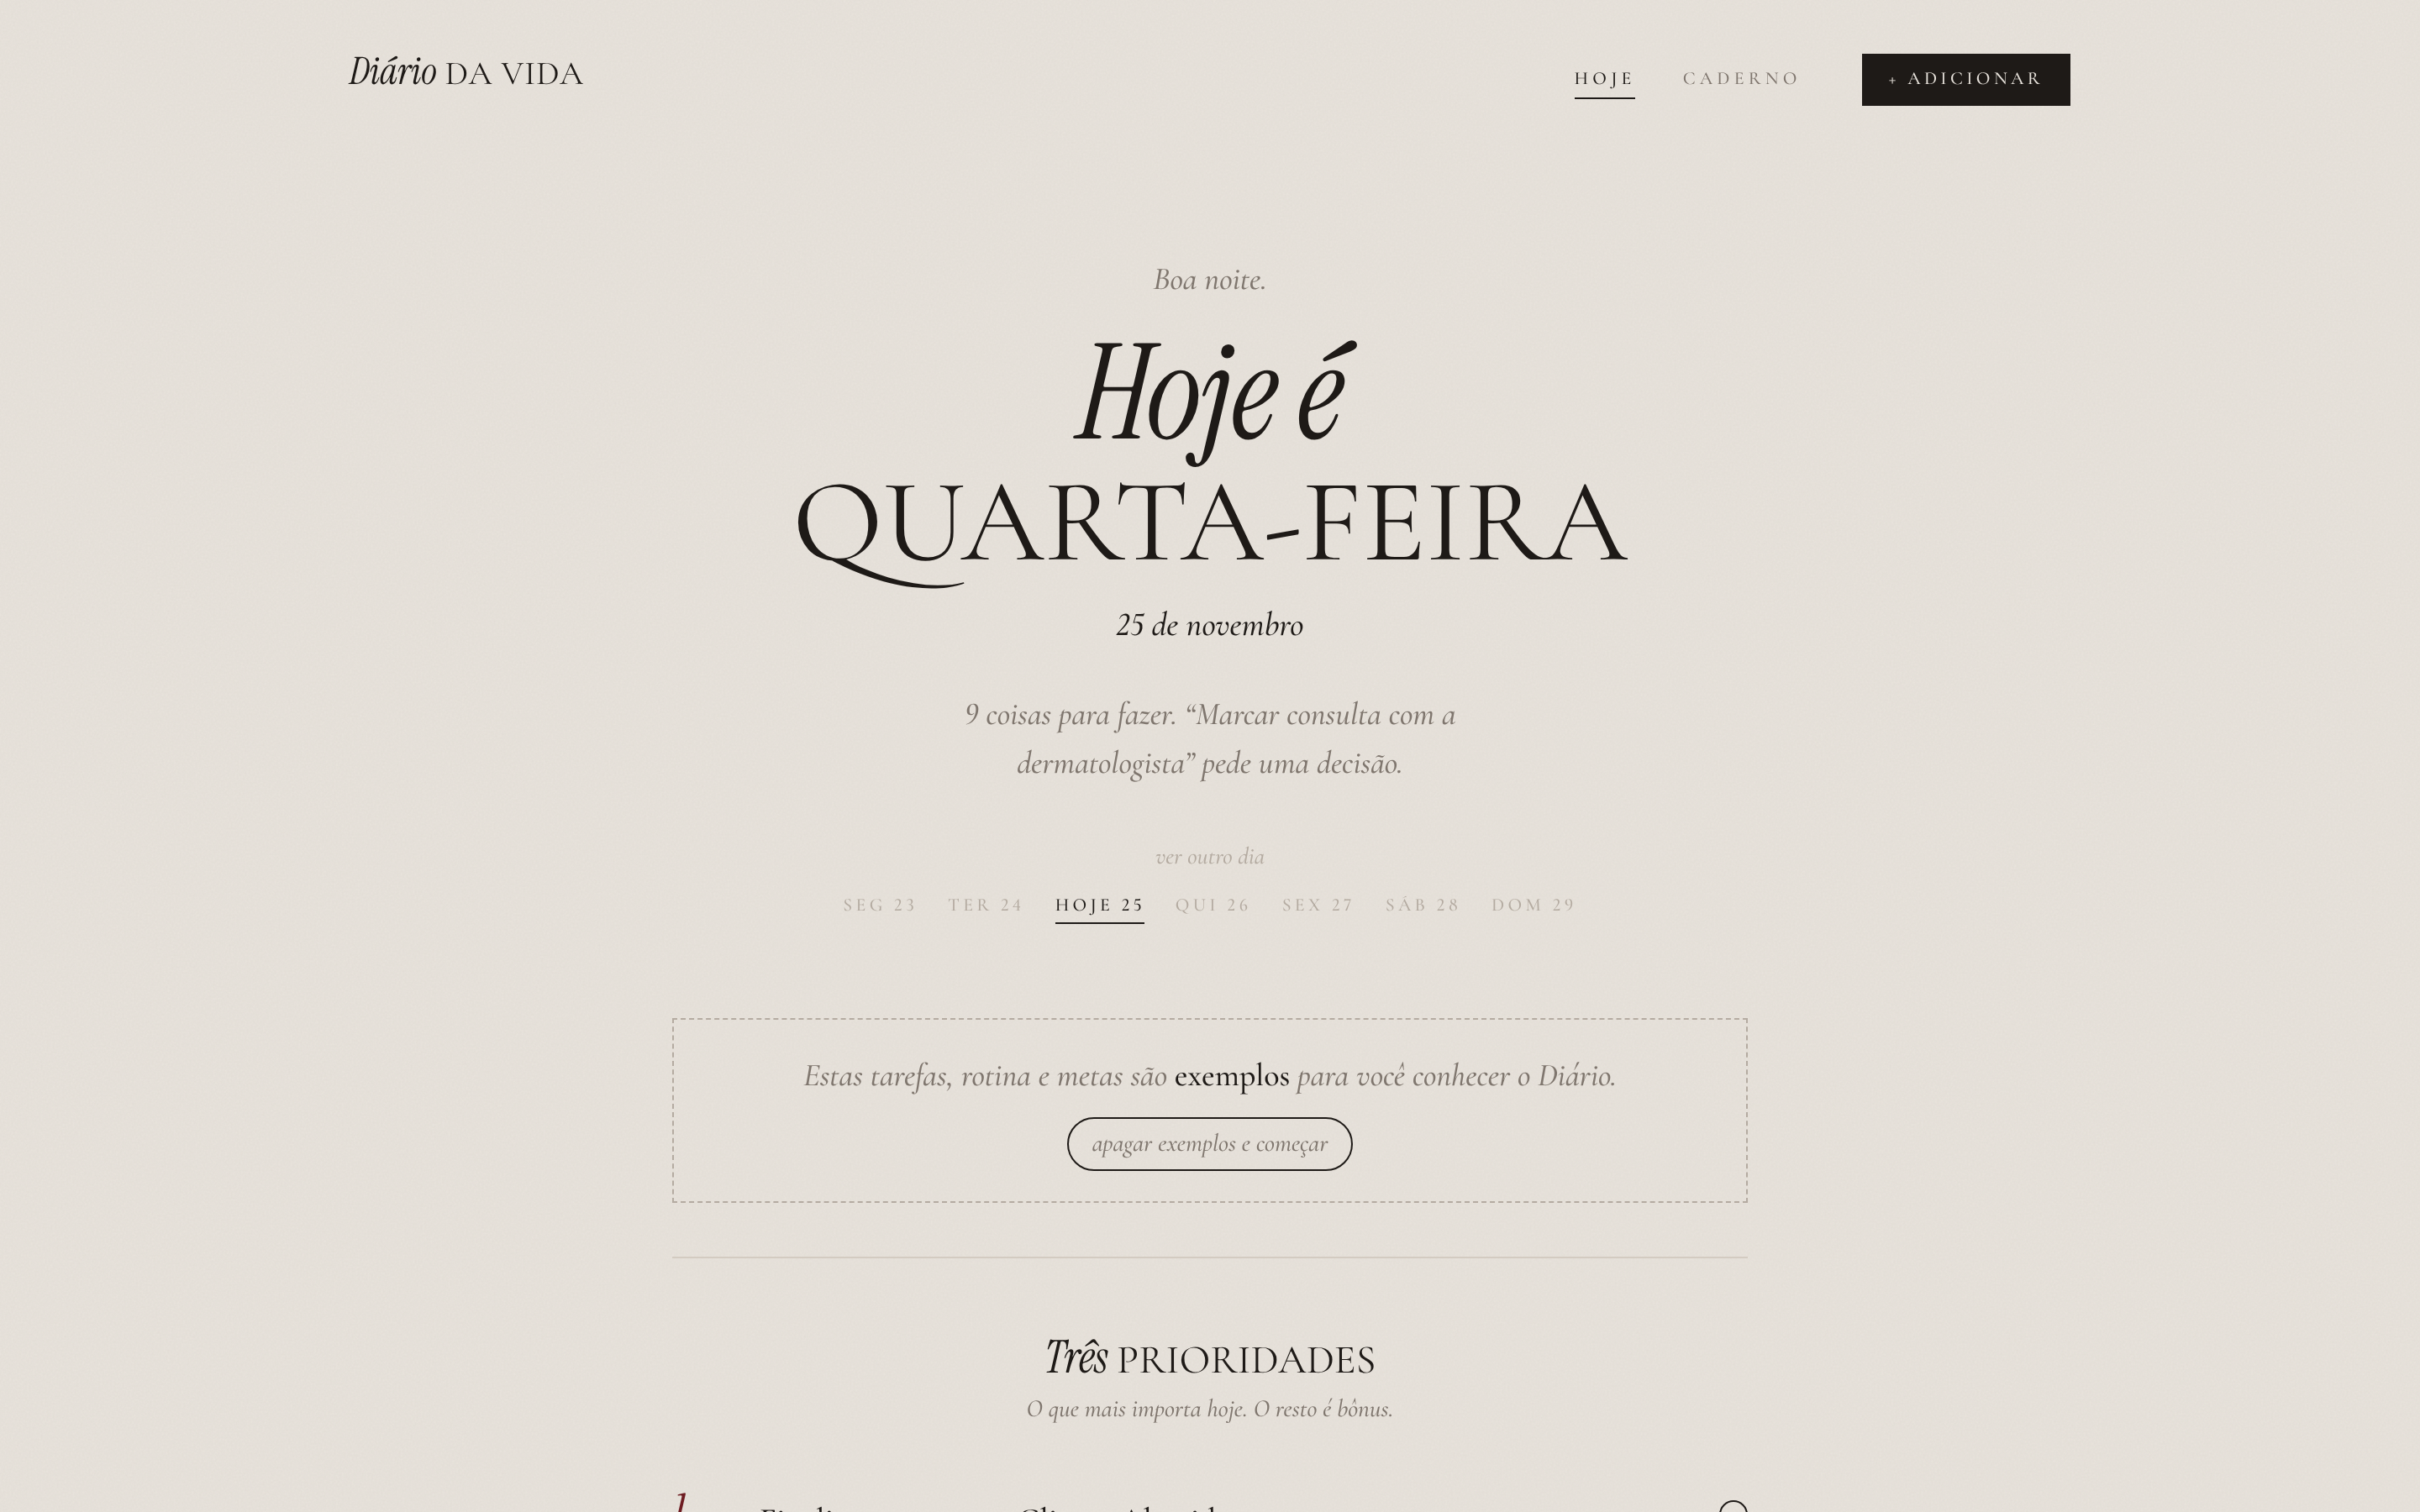 Diário DA VIDA
HOJE
CADERNO
+ ADICIONAR
Boa noite.
Hoje é
QUARTA-FEIRA
25 de novembro
9 coisas para fazer. “Marcar consulta com a
dermatologista” pede uma decisão.
ver outro dia
SEG 23 TER 24 HOJE 25 QUI 26 SEX 27 SÁB 28 DOM 29
Estas tarefas, rotina e metas são exemplos para você conhecer o Diário.
apagar exemplos e começar
Três PRIORIDADES
O que mais importa hoje. O resto é bônus.
1